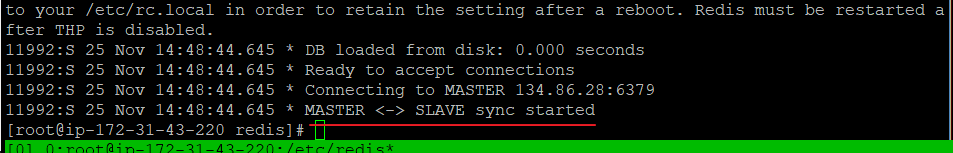 to your /etc/rc.local in order to retain the setting after a reboot. Redis must be restarted a
fter THP is disabled.
11992:S 25 Nov 14:48:44.645 * DB loaded from disk: 0.000 seconds
11992:S 25 Nov 14:48:44.645 * Ready to accept connections
11992:S 25 Nov 14:48:44.645 * Connecting to MASTER 134.86.28:6379
11992:S 25 Nov 14:48:44.645 * MASTER <-> SLAVE sync started
[root@ip-172-31-43-220 redis]#
[0] 0:root@ip-172-31-43-220:/etc/redis*